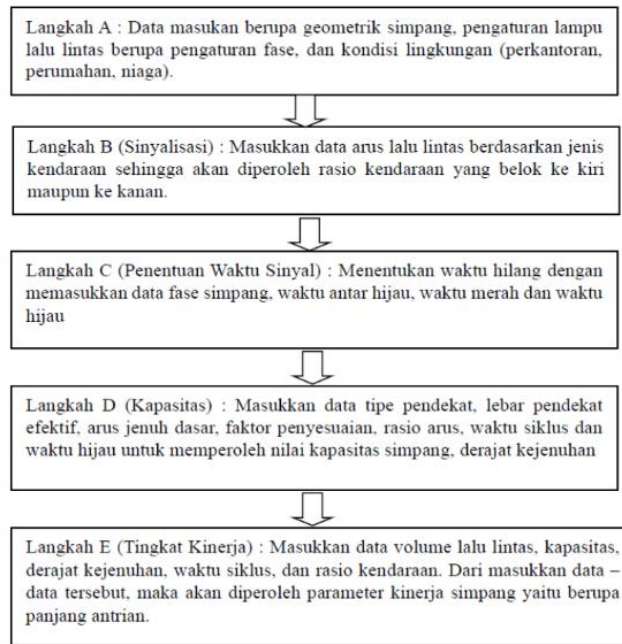 Langkah A : Data masukan berupa geometrik simpang, pengaturan lampu
lalu lintas berupa pengaturan fase, dan kondisi lingkungan (perkantoran,
perumahan, niaga).
Langkah B (Sinyalisasi) : Masukkan data arus lalu lintas berdasarkan jenis
kendaraan sehingga akan diperoleh rasio kendaraan yang belok ke kiri
maupun ke kanan.
Langkah C (Penentuan Waktu Sinyal) : Menentukan waktu hilang dengan
memasukkan data fase simpang, waktu antar hijau, waktu merah dan waktu
hijau
Langkah D (Kapasitas) : Masukkan data tipe pendekat, lebar pendekat
efektif, arus jenuh dasar, faktor penyesuaian, rasio arus, waktu siklus dan
waktu hijau untuk memperoleh nilai kapasitas simpang, derajat kejenuhan
Langkah E (Tingkat Kinerja) : Masukkan data volume lalu lintas, kapasitas,
derajat kejenuhan, waktu siklus, dan rasio kendaraan. Dari masukkan data –
data tersebut, maka akan diperoleh parameter kinerja simpang yaitu berupa
panjang antrian.